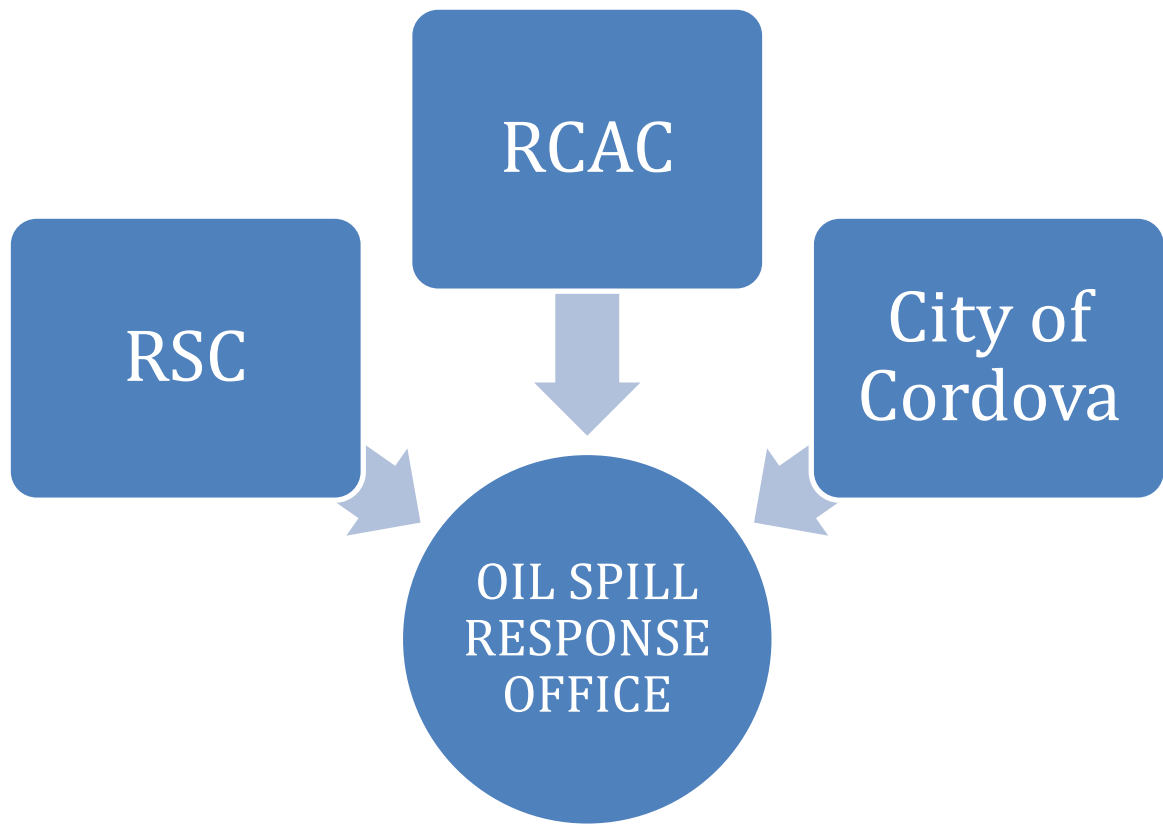 RCAC
RSC
City of
Cordova
OIL SPILL
RESPONSE
OFFICE